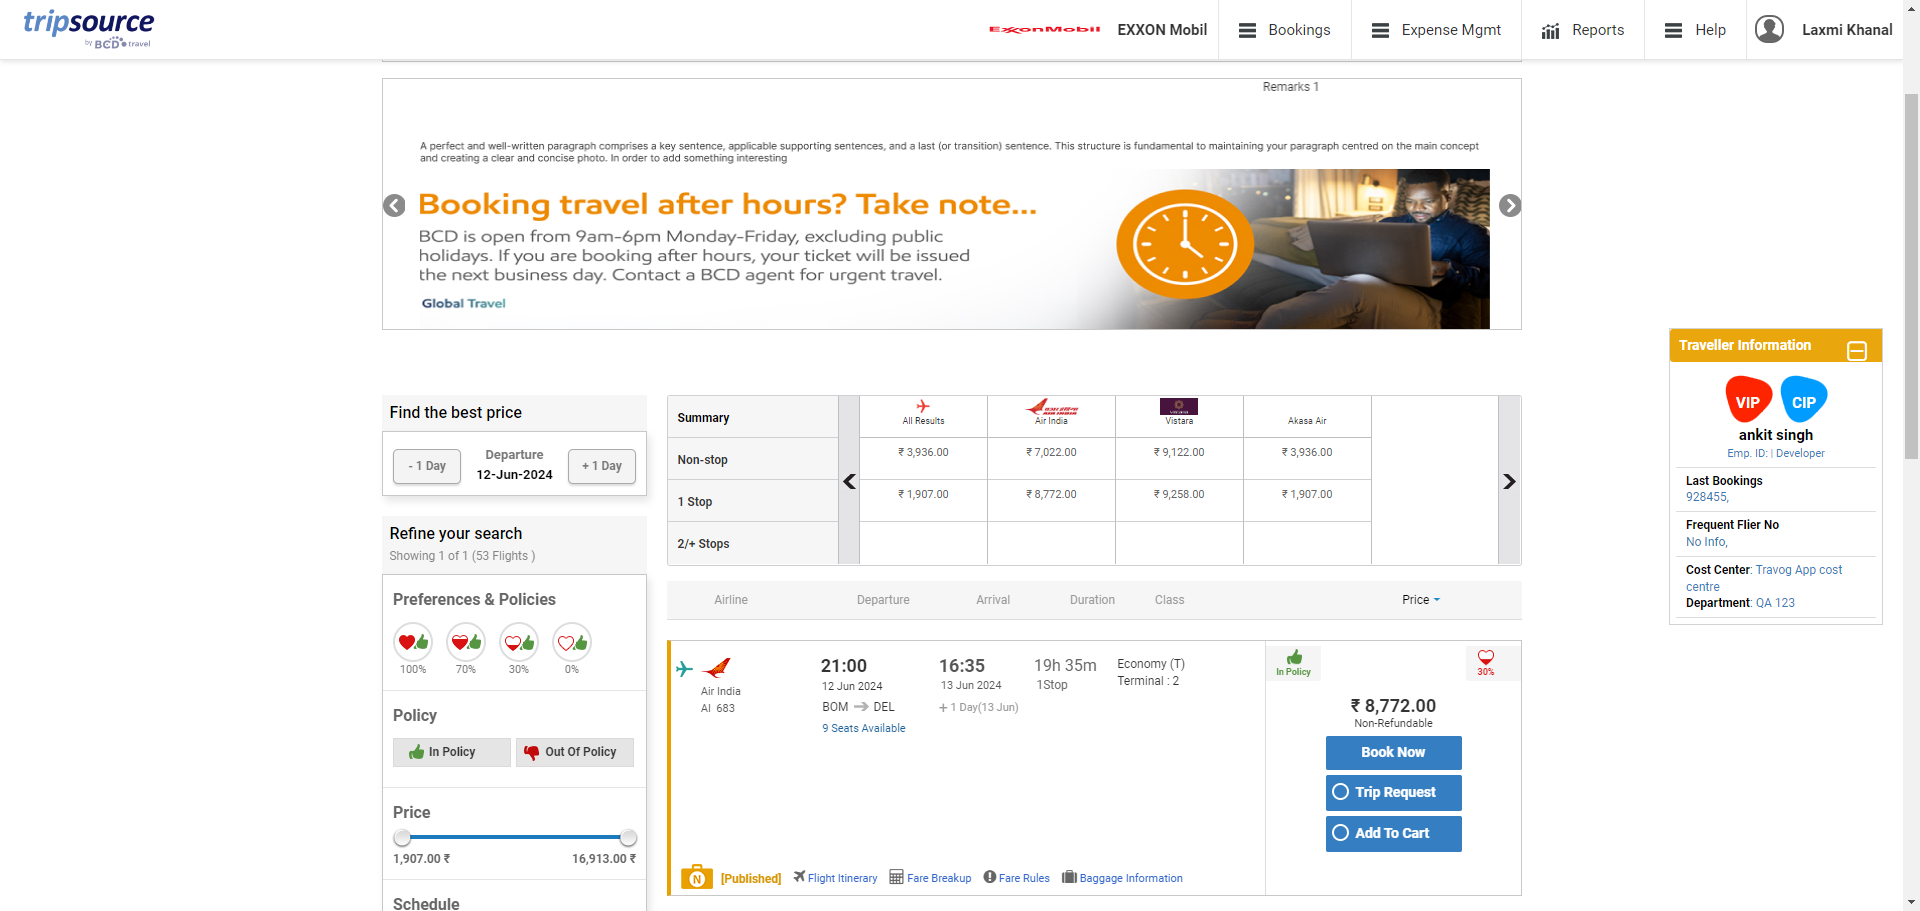 tripsource
by BCD travel
ExxonMobil
EXXON Mobil
Bookings
Expense Mgmt
Reports
Help
Laxmi Khanal
Remarks 1
A perfect and well-written paragraph comprises a key sentence, applicable supporting sentences, and a last (or transition) sentence. This structure is fundamental to maintaining your paragraph centred on the main concept
and creating a clear and concise photo. In order to add something interesting
Booking travel after hours? Take note...
BCD is open from 9am-6pm Monday-Friday, excluding public
holidays. If you are booking after hours, your ticket will be issued
the next business day. Contact a BCD agent for urgent travel.
Global Travel
Traveller Information
VIP CIP
ankit singh
Emp. ID: | Developer
Last Bookings
928455,
Frequent Flier No
No Info,
Cost Center: Travog App cost
centre
Department: QA 123
Find the best price
- 1 Day
Departure
12-Jun-2024
+ 1 Day
Refine your search
Showing 1 of 1 (53 Flights )
Preferences & Policies
100% 70% 30% 0%
Policy
In Policy Out Of Policy
Price
1,907.00 ₹ 16,913.00 ₹
Schedule
Summary All Results Air India Vistara Akasa Air
Non-stop ₹ 3,936.00 ₹ 7,022.00 ₹ 9,122.00 ₹ 3,936.00
1 Stop ₹ 1,907.00 ₹ 8,772.00 ₹ 9,258.00 ₹ 1,907.00
2/+ Stops
Airline Departure Arrival Duration Class Price
Air India
AI 683
21:00
12 Jun 2024
BOM DEL
9 Seats Available
16:35
13 Jun 2024
+ 1 Day(13 Jun)
19h 35m
1Stop
Economy (T)
Terminal : 2
In Policy
30%
₹ 8,772.00
Non-Refundable
Book Now
Trip Request
Add To Cart
N [Published] Flight Itinerary Fare Breakup Fare Rules Baggage Information